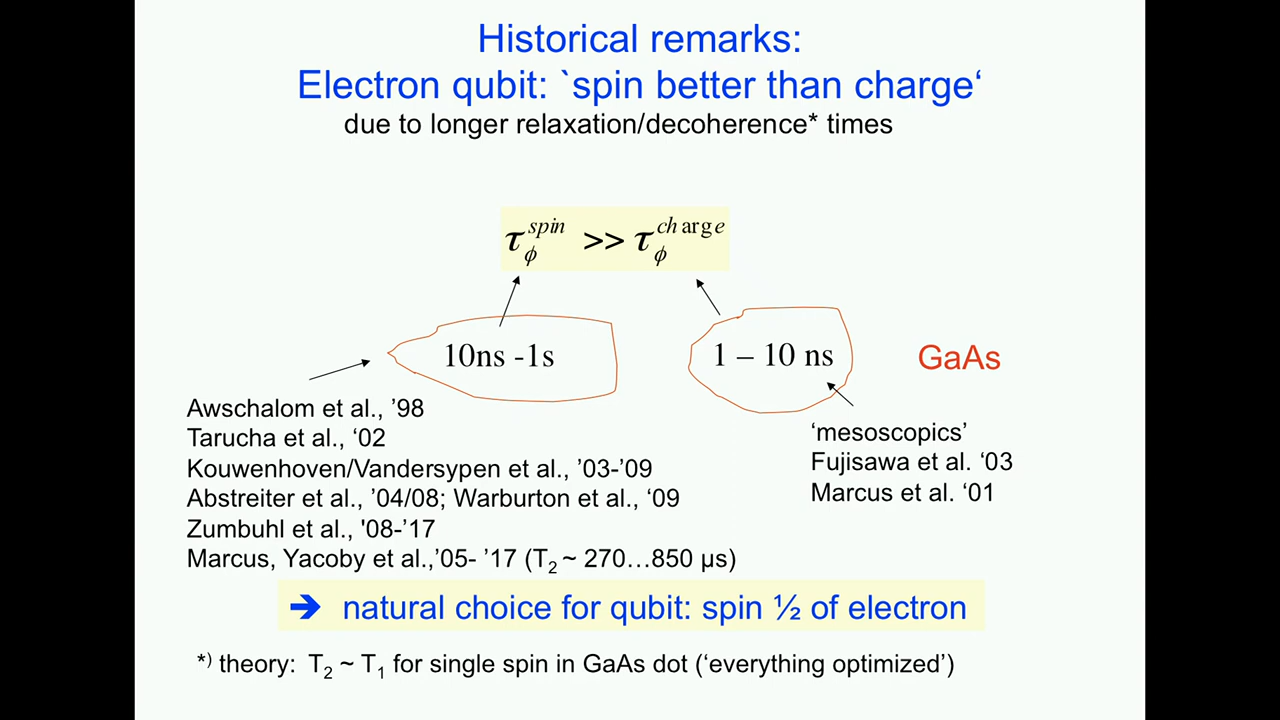 Historical remarks:
Electron qubit: `spin better than charge‘
due to longer relaxation/decoherence* times
τ_ϕ^spin >> τ_ϕ^charge
10ns -1s
1 – 10 ns
GaAs
Awschalom et al., ’98
Tarucha et al., ‘02
Kouwenhoven/Vandersypen et al., ’03-’09
Abstreiter et al., ’04/08; Warburton et al., ‘09
Zumbuhl et al., '08-’17
Marcus, Yacoby et al.,’05- ’17 (T₂ ~ 270…850 µs)
‘mesoscopics’
Fujisawa et al. ‘03
Marcus et al. ‘01
➔ natural choice for qubit: spin ½ of electron
*) theory: T₂ ~ T₁ for single spin in GaAs dot (‘everything optimized’)